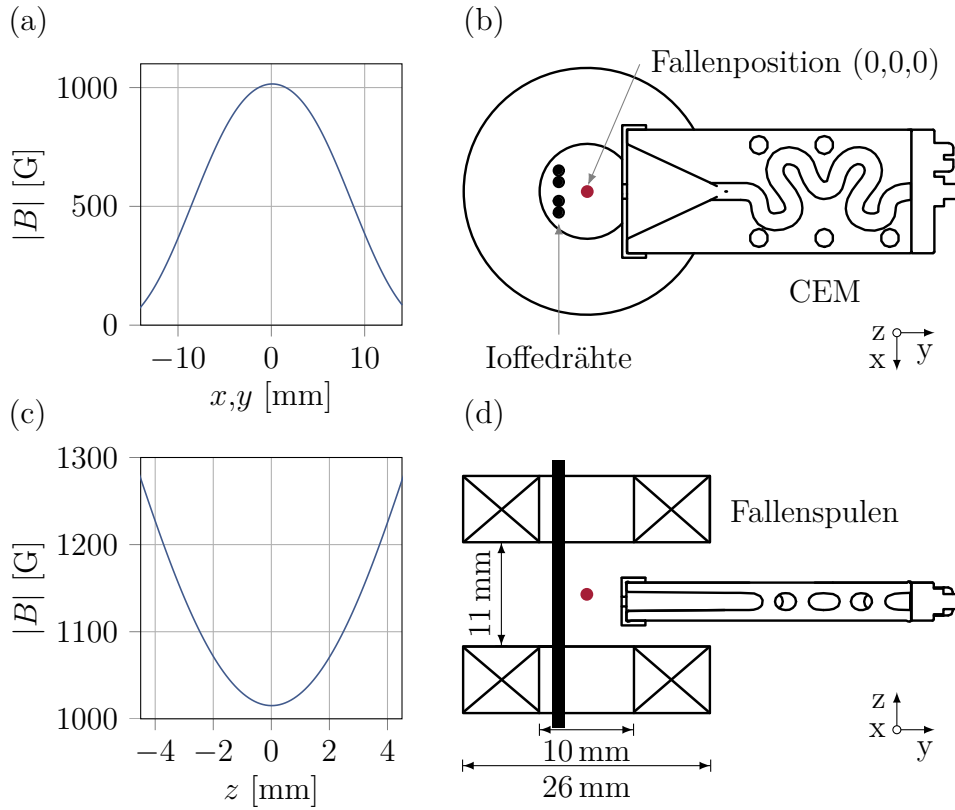 (a)
1000
500
0
|B| [G]
−10
0
10
x,y [mm]
(b)
Fallenposition (0,0,0)
CEM
Ioffedrähte
z
x
y
(c)
1300
1200
1100
1000
|B| [G]
−4
−2
0
2
4
z [mm]
(d)
Fallenspulen
11 mm
10 mm
26 mm
z
x
y